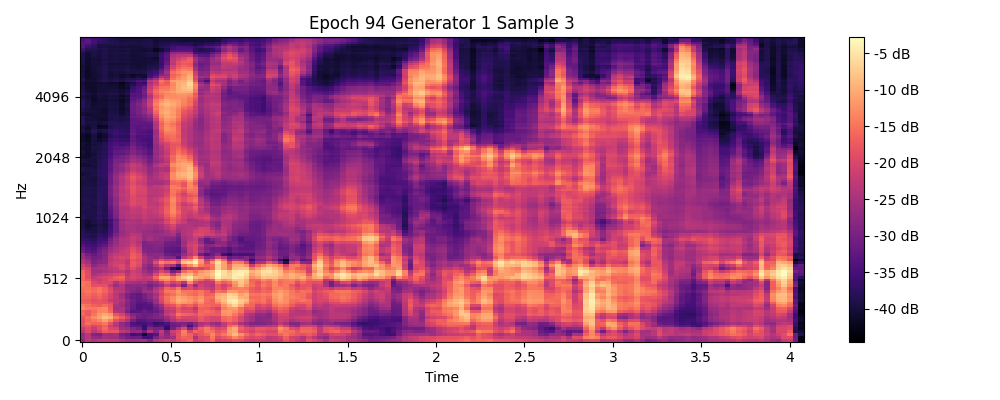 Epoch 94 Generator 1 Sample 3
Hz
4096
2048
1024
512
0
0 0.5 1 1.5 2 2.5 3 3.5 4
Time
-5 dB
-10 dB
-15 dB
-20 dB
-25 dB
-30 dB
-35 dB
-40 dB